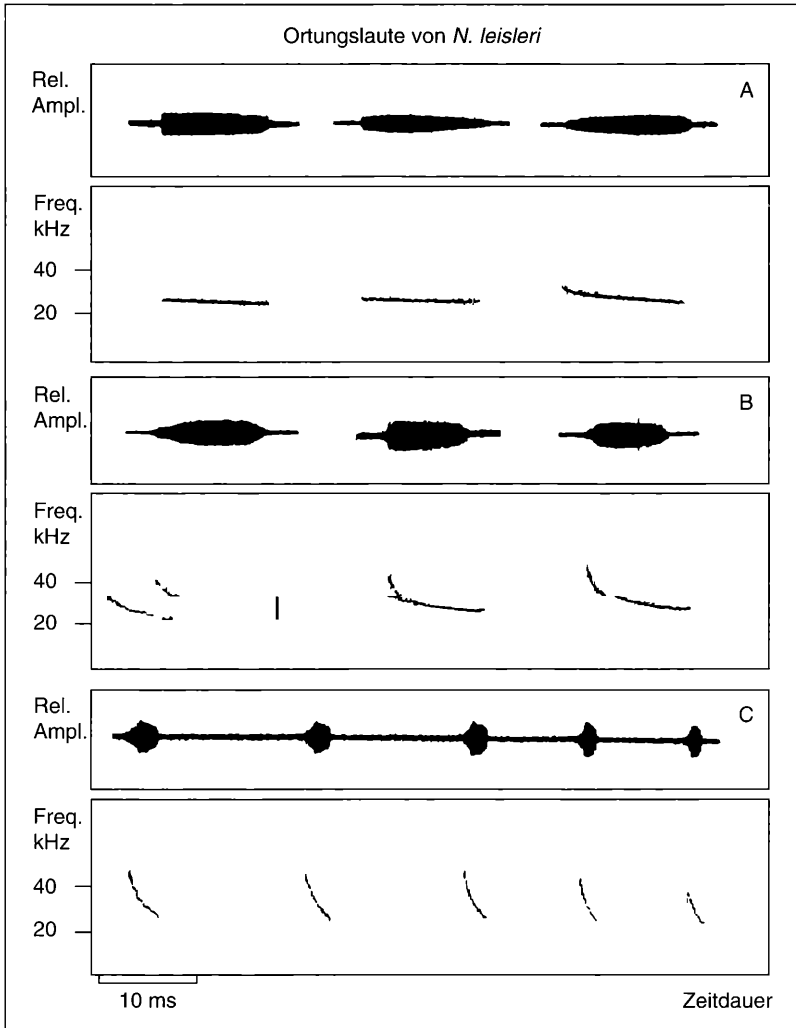 Ortungslaute von N. leisleri
Rel.
Ampl.
A
Freq.
kHz
40
20
Rel.
Ampl.
B
Freq.
kHz
40
20
Rel.
Ampl.
C
Freq.
kHz
40
20
10 ms
Zeitdauer